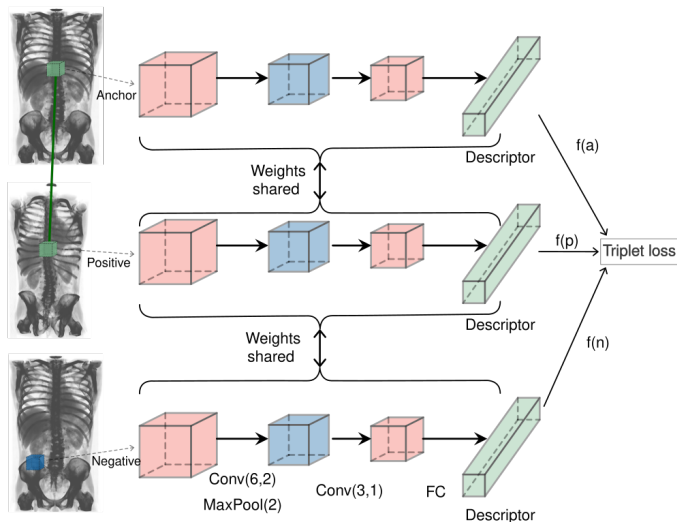 Anchor
Descriptor
f(a)
Weights
shared
Positive
f(p)
Triplet loss
Descriptor
Weights
shared
f(n)
Negative
Conv(6,2)
MaxPool(2)
Conv(3,1)
FC
Descriptor